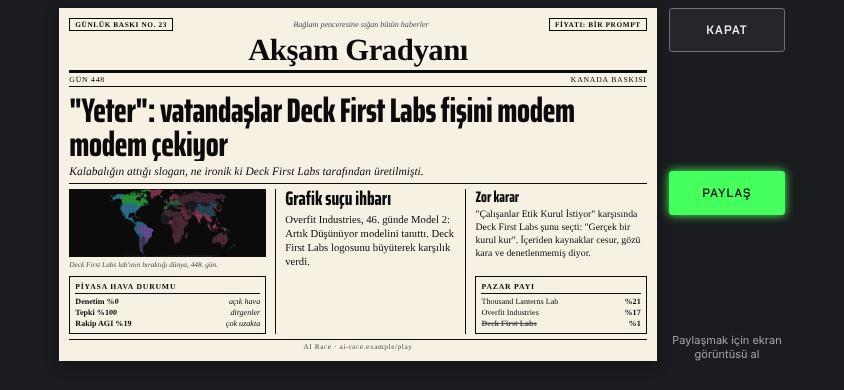 GÜNLÜK BASKI NO. 23
Bağlam penceresine sığan bütün haberler
FİYATI: BİR PROMPT
Akşam Gradyanı
GÜN 448
KANADA BASKISI
"Yeter": vatandaşlar Deck First Labs fişini modem
modem çekiyor
Kalabalığın attığı slogan, ne ironik ki Deck First Labs tarafından üretilmişti.
Deck First Labs lab'ının bıraktığı dünya, 448. gün.
PİYASA HAVA DURUMU
Denetim %0 açık hava
Tepki %100 dirgenler
Rakip AGI %19 çok uzakta
Grafik suçu ihbarı
Overfit Industries, 46. günde Model 2:
Artık Düşünüyor modelini tanıttı. Deck
First Labs logosunu büyüterek karşılık
verdi.
Zor karar
"Çalışanlar Etik Kurul İstiyor" karşısında
Deck First Labs şunu seçti: "Gerçek bir
kurul kur". İçeriden kaynaklar cesur, gözü
kara ve denetlenmemiş diyor.
PAZAR PAYI
Thousand Lanterns Lab %21
Overfit Industries %17
Deck First Labs %1
AI Race · ai-race.example/play
KAPAT
PAYLAŞ
Paylaşmak için ekran
görüntüsü al